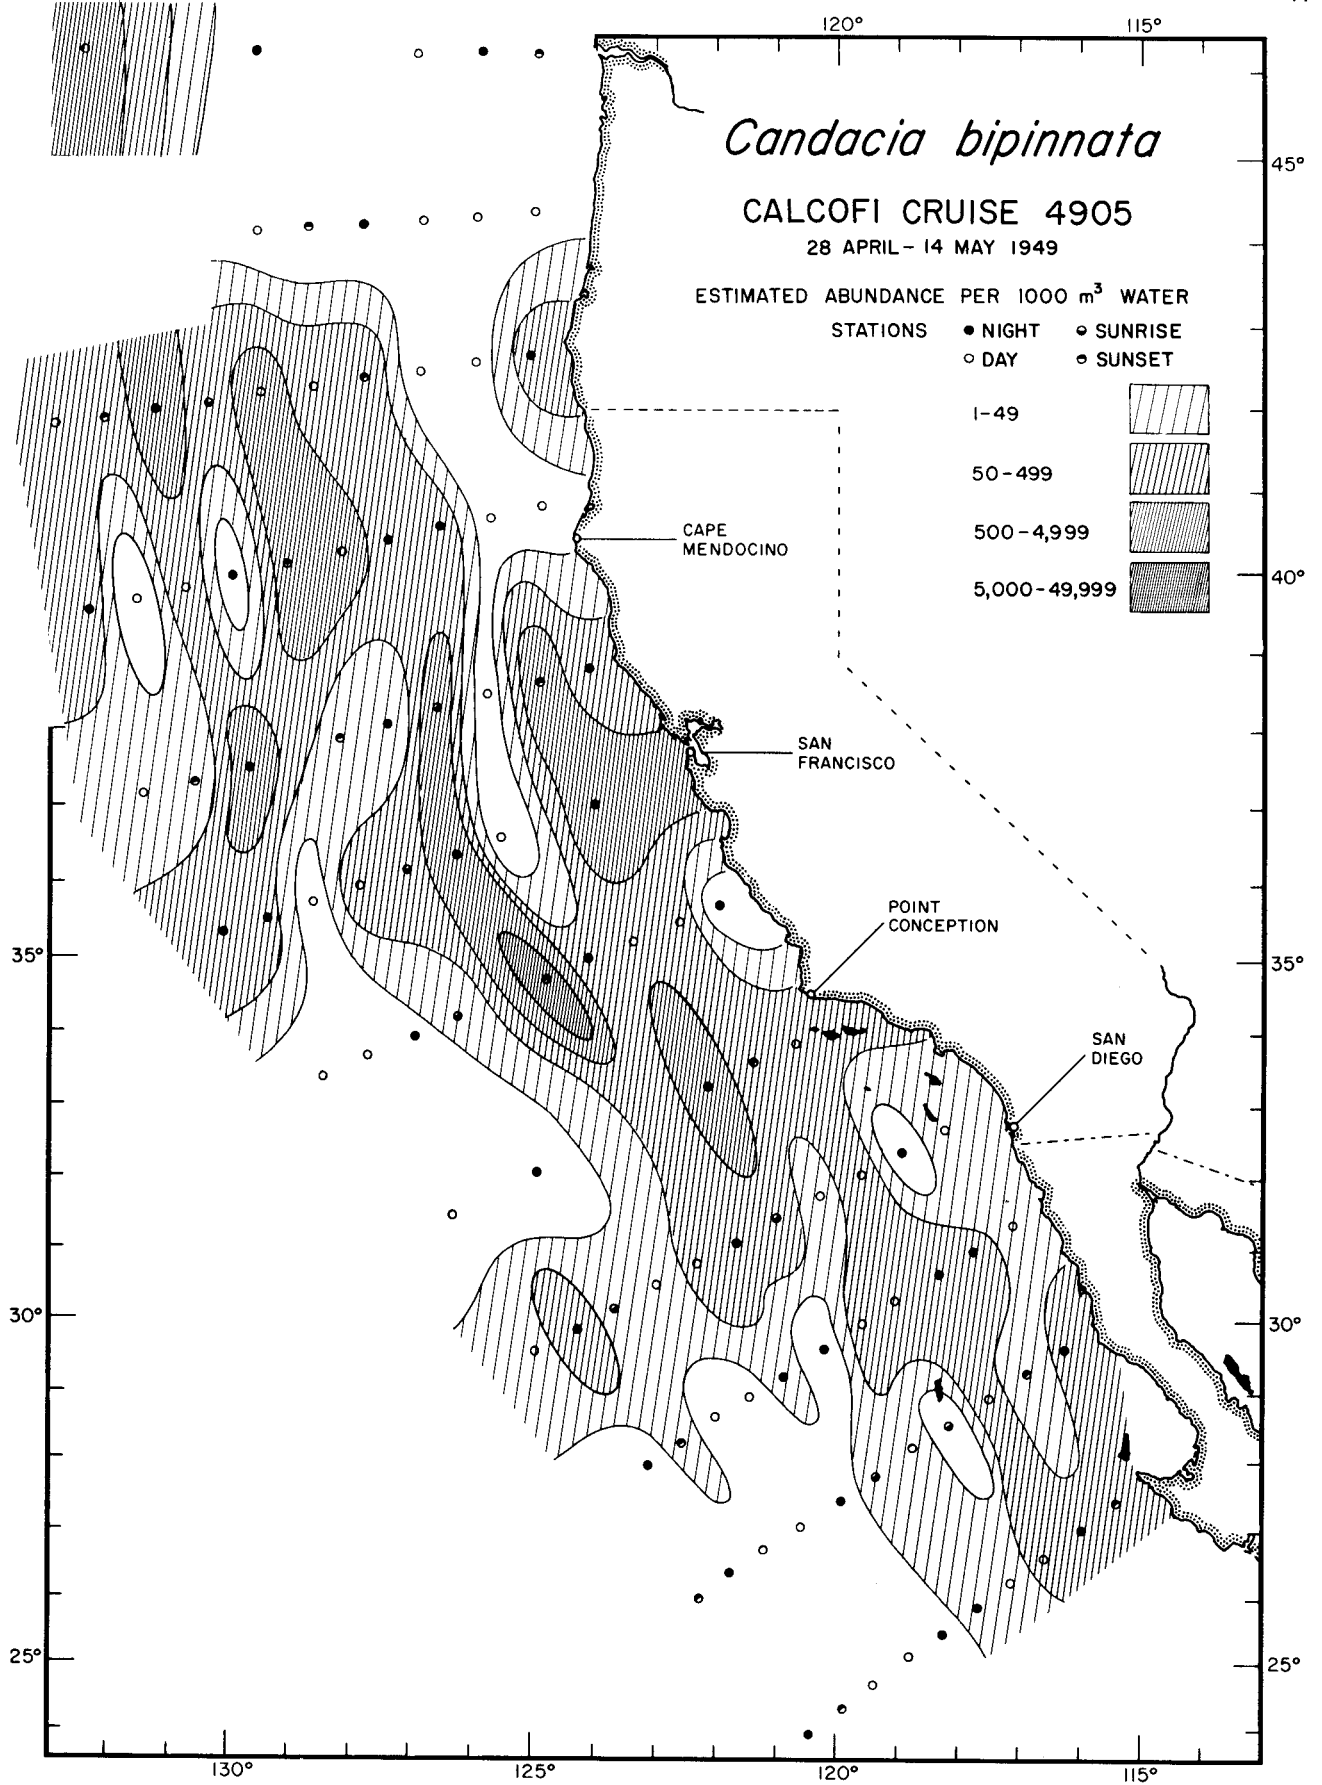 120° 115°
Candacia bipinnata
45°
CALCOFI CRUISE 4905
28 APRIL – 14 MAY 1949
ESTIMATED ABUNDANCE PER 1000 m³ WATER
STATIONS ● NIGHT SUNRISE
○ DAY SUNSET
1-49
50-499
500-4,999
5,000-49,999
CAPE
MENDOCINO
40°
SAN
FRANCISCO
POINT
CONCEPTION
35° 35°
SAN
DIEGO
30° 30°
25° 25°
130° 125° 120° 115°